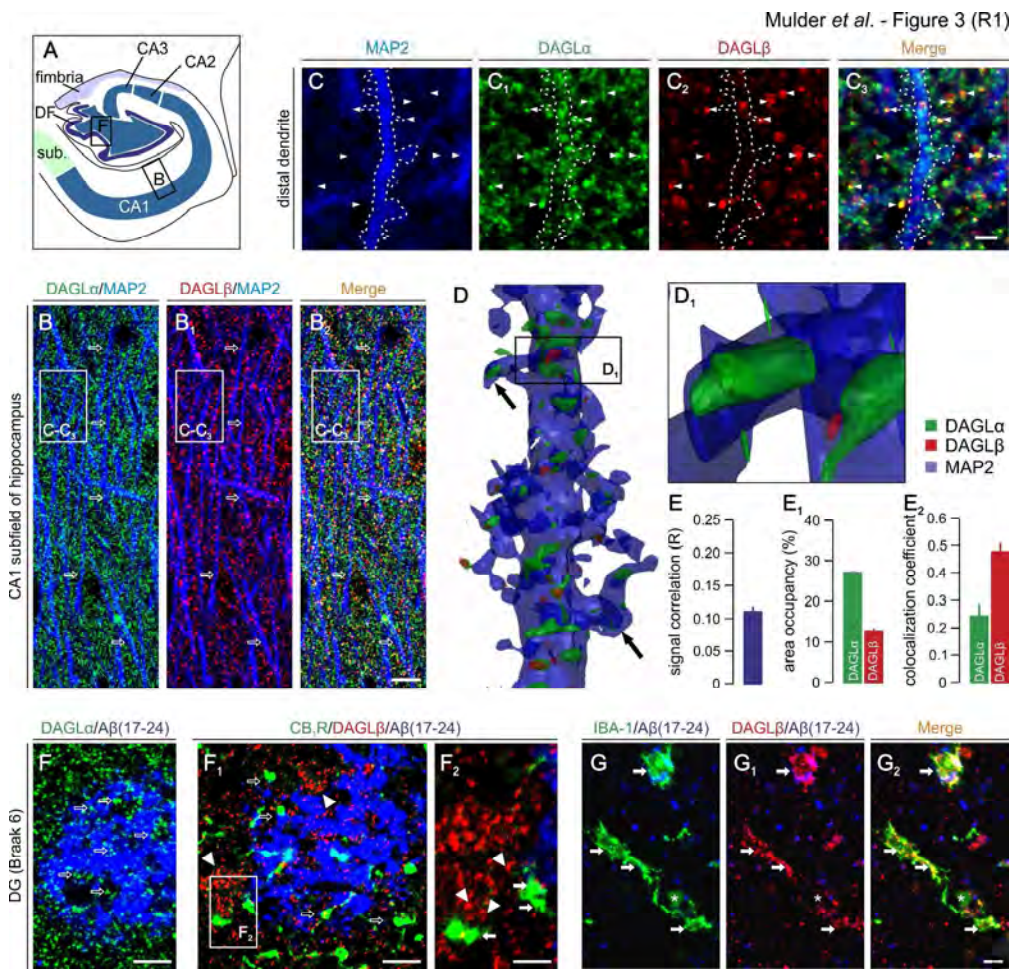 Mulder et al. - Figure 3 (R1)
A
CA3
CA2
fimbria
DF
F
sub.
B
CA1
MAP2
DAGLα
DAGLβ
Merge
distal dendrite
C
C1
C2
C3
DAGLα/MAP2
DAGLβ/MAP2
Merge
CA1 subfield of hippocampus
B
B1
B2
C-C3
C-C3
C-C3
D
D1
D1
DAGLα
DAGLβ
MAP2
E
signal correlation (R)
0.25
0.20
0.15
0.10
0.05
0
E1
area occupancy (%)
40
30
20
10
0
DAGLα
DAGLβ
E2
colocalization coefficient
0.6
0.5
0.4
0.3
0.2
0.1
0
DAGLα
DAGLβ
DG (Braak 6)
DAGLα/Aβ(17-24)
CB1R/DAGLβ/Aβ(17-24)
IBA-1/Aβ(17-24)
DAGLβ/Aβ(17-24)
Merge
F
F1
F2
F2
G
*
G1
*
G2
*